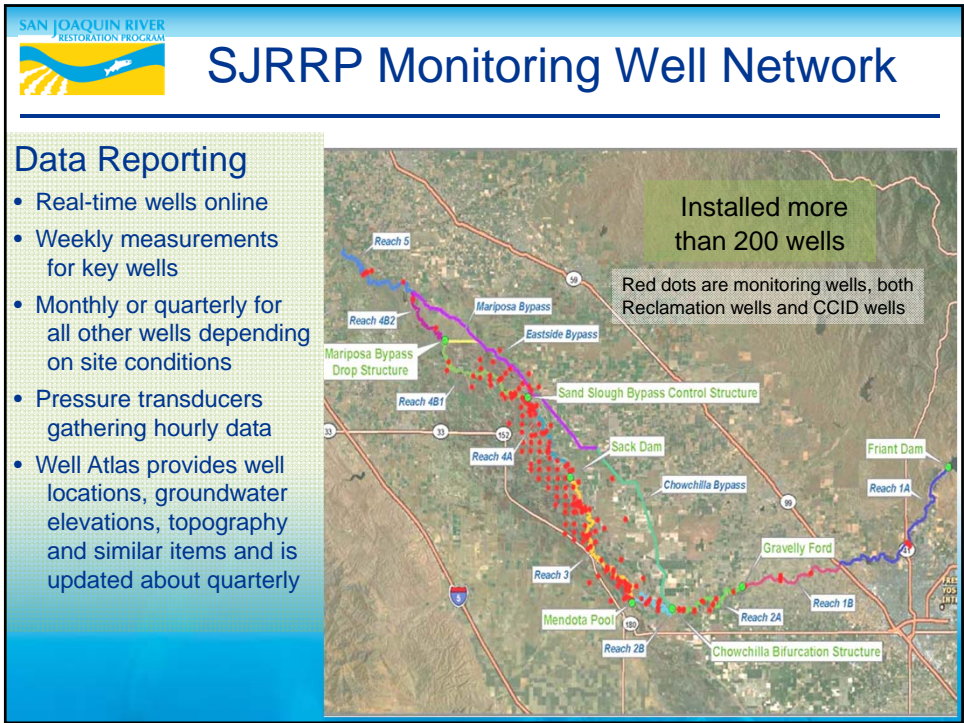 SAN JOAQUIN RIVER
RESTORATION PROGRAM
SJRRP Monitoring Well Network
Data Reporting
• Real-time wells online
• Weekly measurements
for key wells
• Monthly or quarterly for
all other wells depending
on site conditions
• Pressure transducers
gathering hourly data
• Well Atlas provides well
locations, groundwater
elevations, topography
and similar items and is
updated about quarterly
Installed more
than 200 wells
Red dots are monitoring wells, both
Reclamation wells and CCID wells
Reach 5
59
Mariposa Bypass
Reach 4B2
Eastside Bypass
Mariposa Bypass
Drop Structure
Sand Slough Bypass Control Structure
Reach 4B1
33
33
152
Sack Dam
Reach 4A
Friant Dam
Chowchilla Bypass
Reach 1A
99
41
Gravelly Ford
Reach 3
5
Reach 1B
Mendota Pool
180
Reach 2A
Reach 2B
Chowchilla Bifurcation Structure